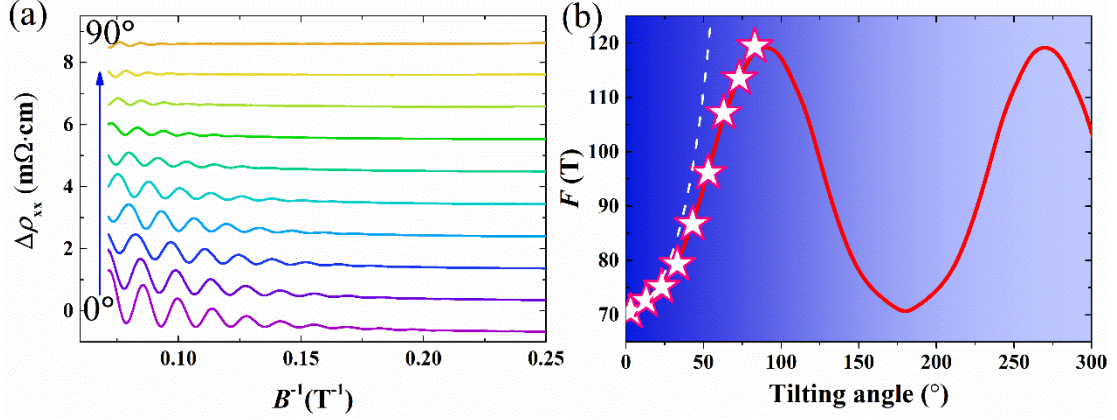 (a)
90°
0°
8
6
4
2
0
Δρxx (mΩ·cm)
0.10 0.15 0.20 0.25
B⁻¹(T⁻¹)
(b)
120
110
100
90
80
70
F (T)
0 50 100 150 200 250 300
Tilting angle (°)